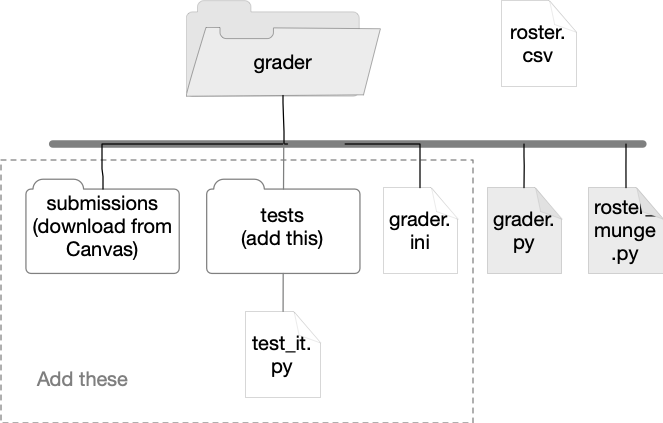 grader
roster.
csv
submissions
(download from
Canvas)
tests
(add this)
grader.
ini
grader.
py
roster_
munge
.py
test_it.
py
Add these